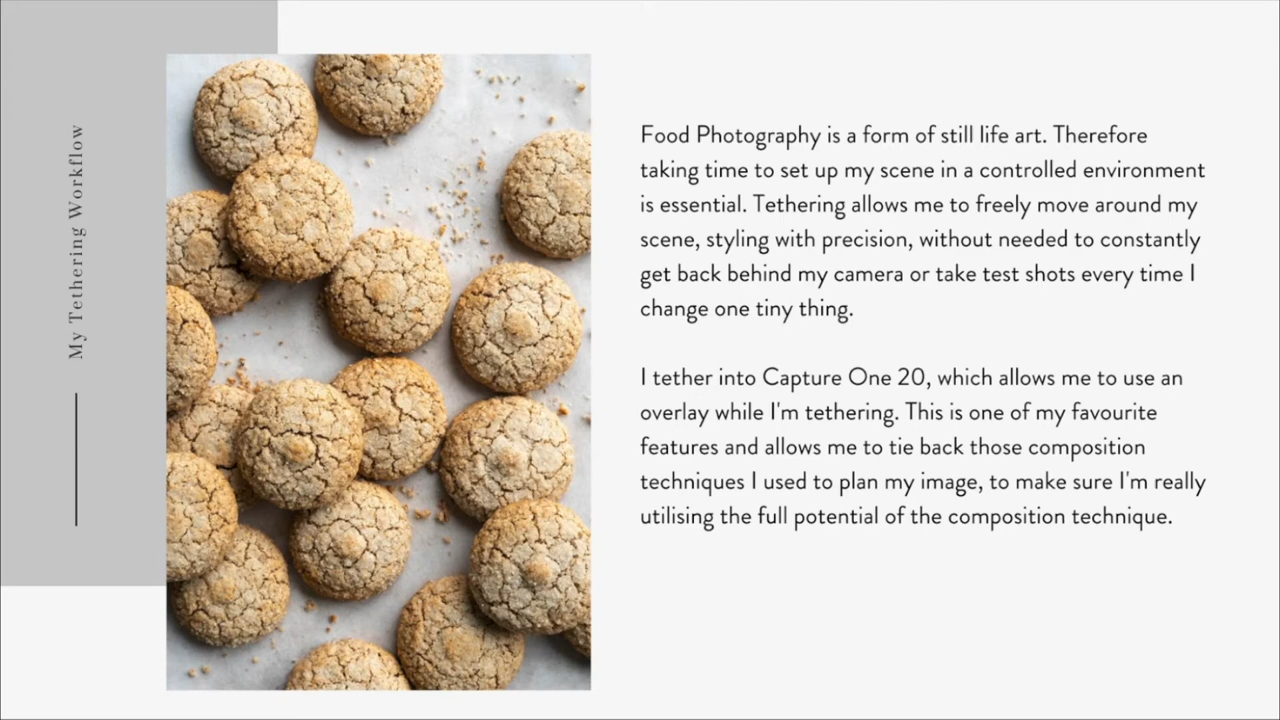 My Tethering Workflow
Food Photography is a form of still life art. Therefore
taking time to set up my scene in a controlled environment
is essential. Tethering allows me to freely move around my
scene, styling with precision, without needed to constantly
get back behind my camera or take test shots every time I
change one tiny thing.
I tether into Capture One 20, which allows me to use an
overlay while I'm tethering. This is one of my favourite
features and allows me to tie back those composition
techniques I used to plan my image, to make sure I'm really
utilising the full potential of the composition technique.